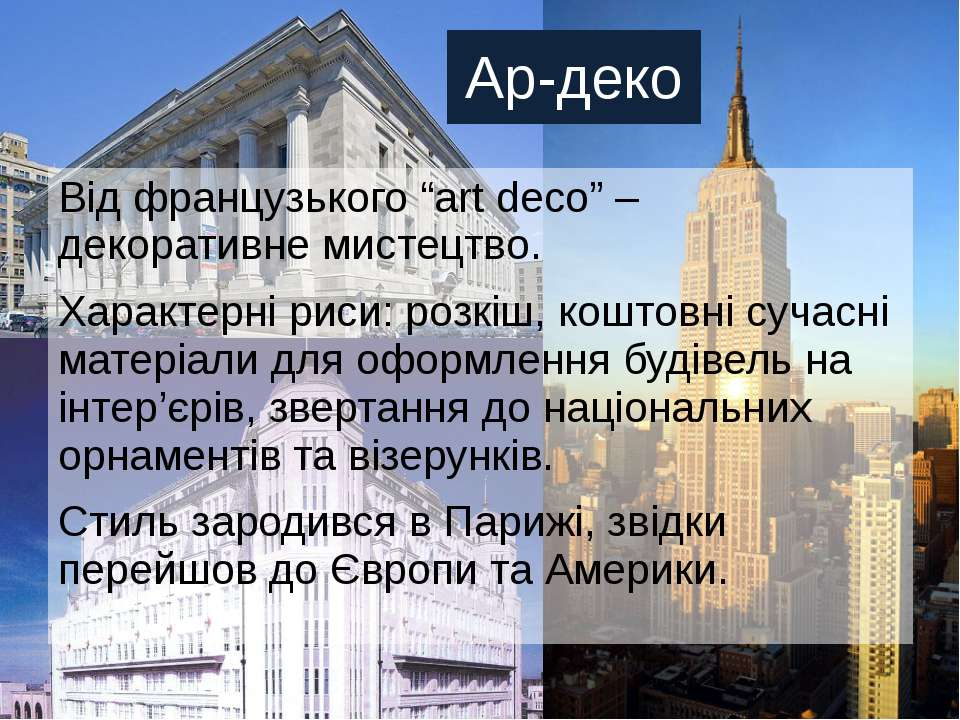 Ар-деко
Від французького “art deco” –
декоративне мистецтво.
Характерні риси: розкіш, коштовні сучасні
матеріали для оформлення будівель на
інтер’єрів, звертання до національних
орнаментів та візерунків.
Стиль зародився в Парижі, звідки
перейшов до Європи та Америки.